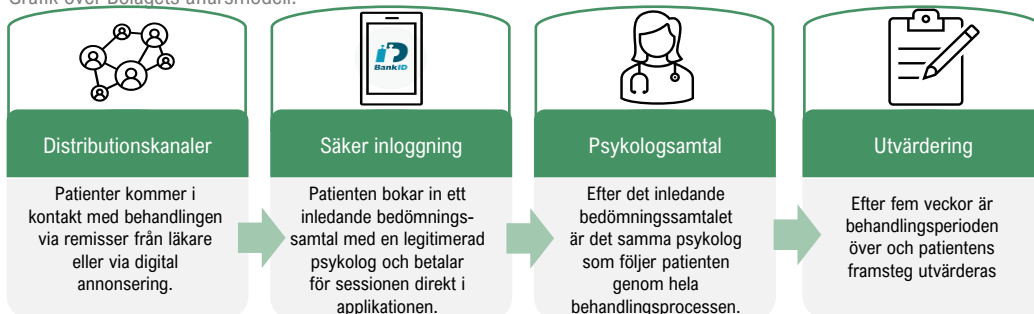 Grafik över Bolagets affärsmodell.
BankID
Distributionskanaler
Patienter kommer i
kontakt med behandlingen
via remisser från läkare
eller via digital
annonsering.
Säker inloggning
Patienten bokar in ett
inledande bedömnings-
samtal med en legitimerad
psykolog och betalar
för sessionen direkt i
applikationen.
Psykologsamtal
Efter det inledande
bedömningssamtalet
är det samma psykolog
som följer patienten
genom hela
behandlingsprocessen.
Utvärdering
Efter fem veckor är
behandlingsperioden
över och patientens
framsteg utvärderas